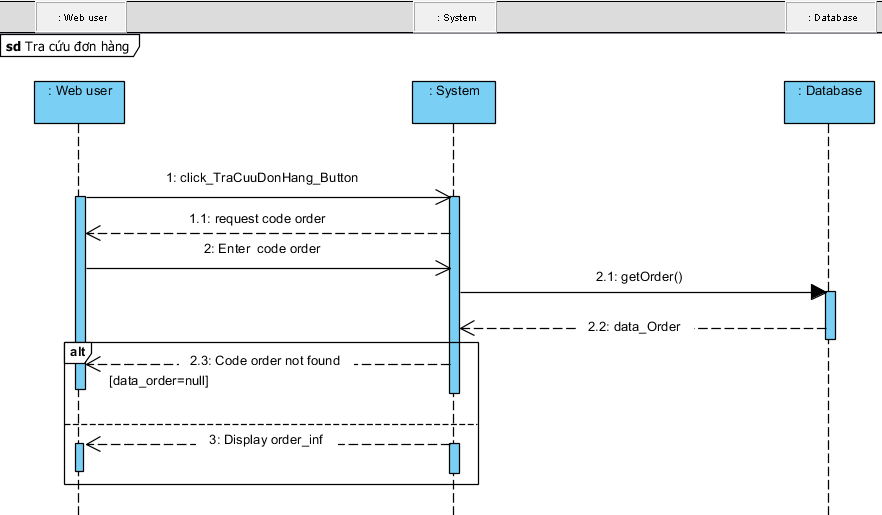 : Web user
: System
: Database
sd Tra cứu đơn hàng
: Web user
: System
: Database
1: click_TraCuuDonHang_Button
1.1: request code order
2: Enter  code order
2.1: getOrder()
2.2: data_Order
alt
2.3: Code order not found
[data_order=null]
3: Display order_inf